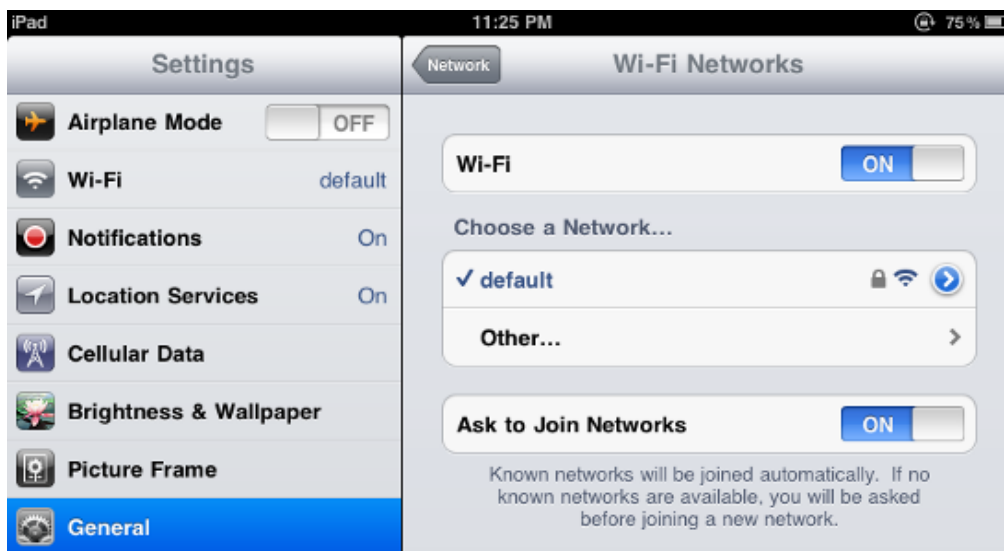 iPad 11:25 PM 75%
Settings
Network Wi-Fi Networks
Airplane Mode OFF
Wi-Fi default
Notifications On
Location Services On
Cellular Data
Brightness & Wallpaper
Picture Frame
General
Wi-Fi ON
Choose a Network...
default
Other...
Ask to Join Networks ON
Known networks will be joined automatically. If no
known networks are available, you will be asked
before joining a new network.